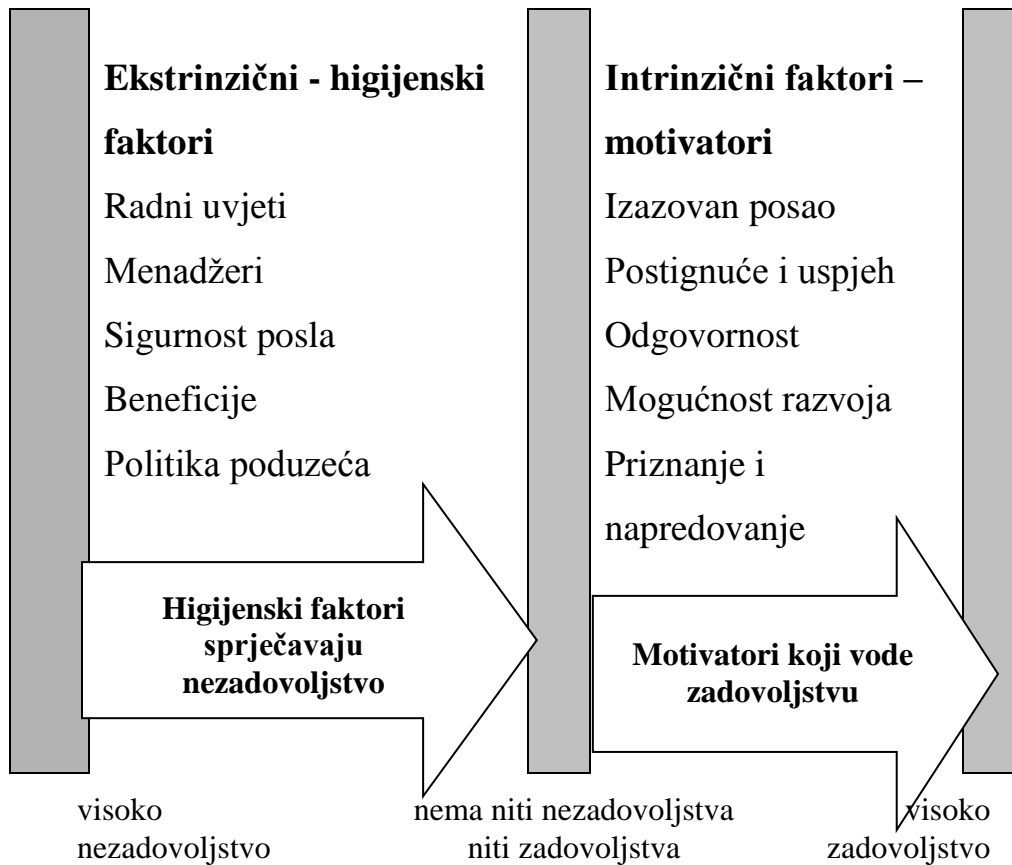 Ekstrinzični - higijenski
faktori
Radni uvjeti
Menadžeri
Sigurnost posla
Beneficije
Politika poduzeća
Intrinzični faktori –
motivatori
Izazovan posao
Postignuće i uspjeh
Odgovornost
Mogućnost razvoja
Priznanje i
napredovanje
Higijenski faktori
sprječavaju
nezadovoljstvo
Motivatori koji vode
zadovoljstvu
visoko
nezadovoljstvo
nema niti nezadovoljstva
niti zadovoljstva
visoko
zadovoljstvo